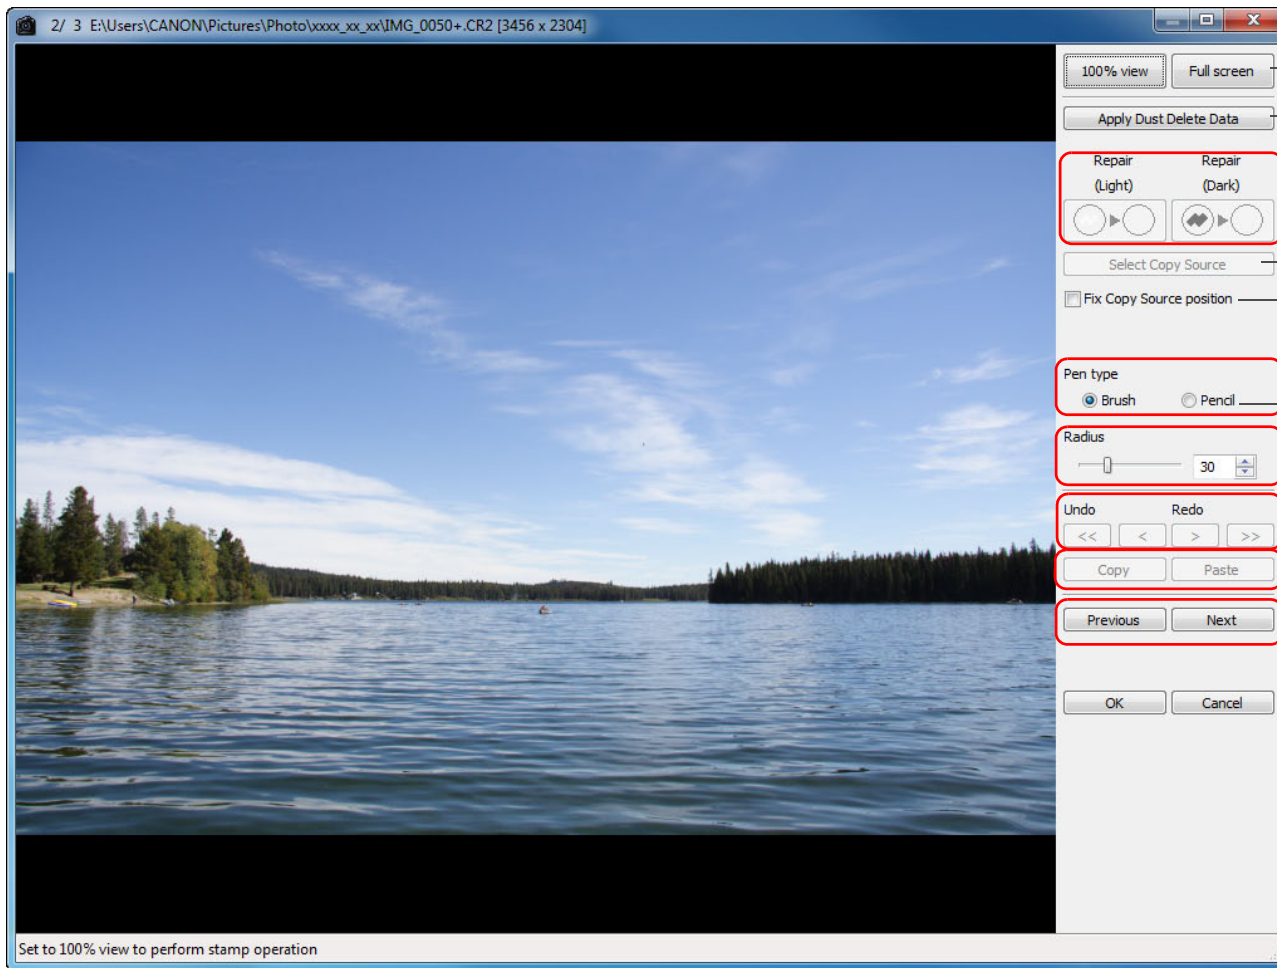 2/ 3 E:\Users\CANON\Pictures\Photo\xxxx_xx_xx\IMG_0050+.CR2 [3456 x 2304]
100% view Full screen
Apply Dust Delete Data
Repair Repair
(Light) (Dark)
Select Copy Source
Fix Copy Source position
Pen type
Brush Pencil
Radius
30
Undo Redo
<< < > >>
Copy Paste
Previous Next
OK Cancel
Set to 100% view to perform stamp operation